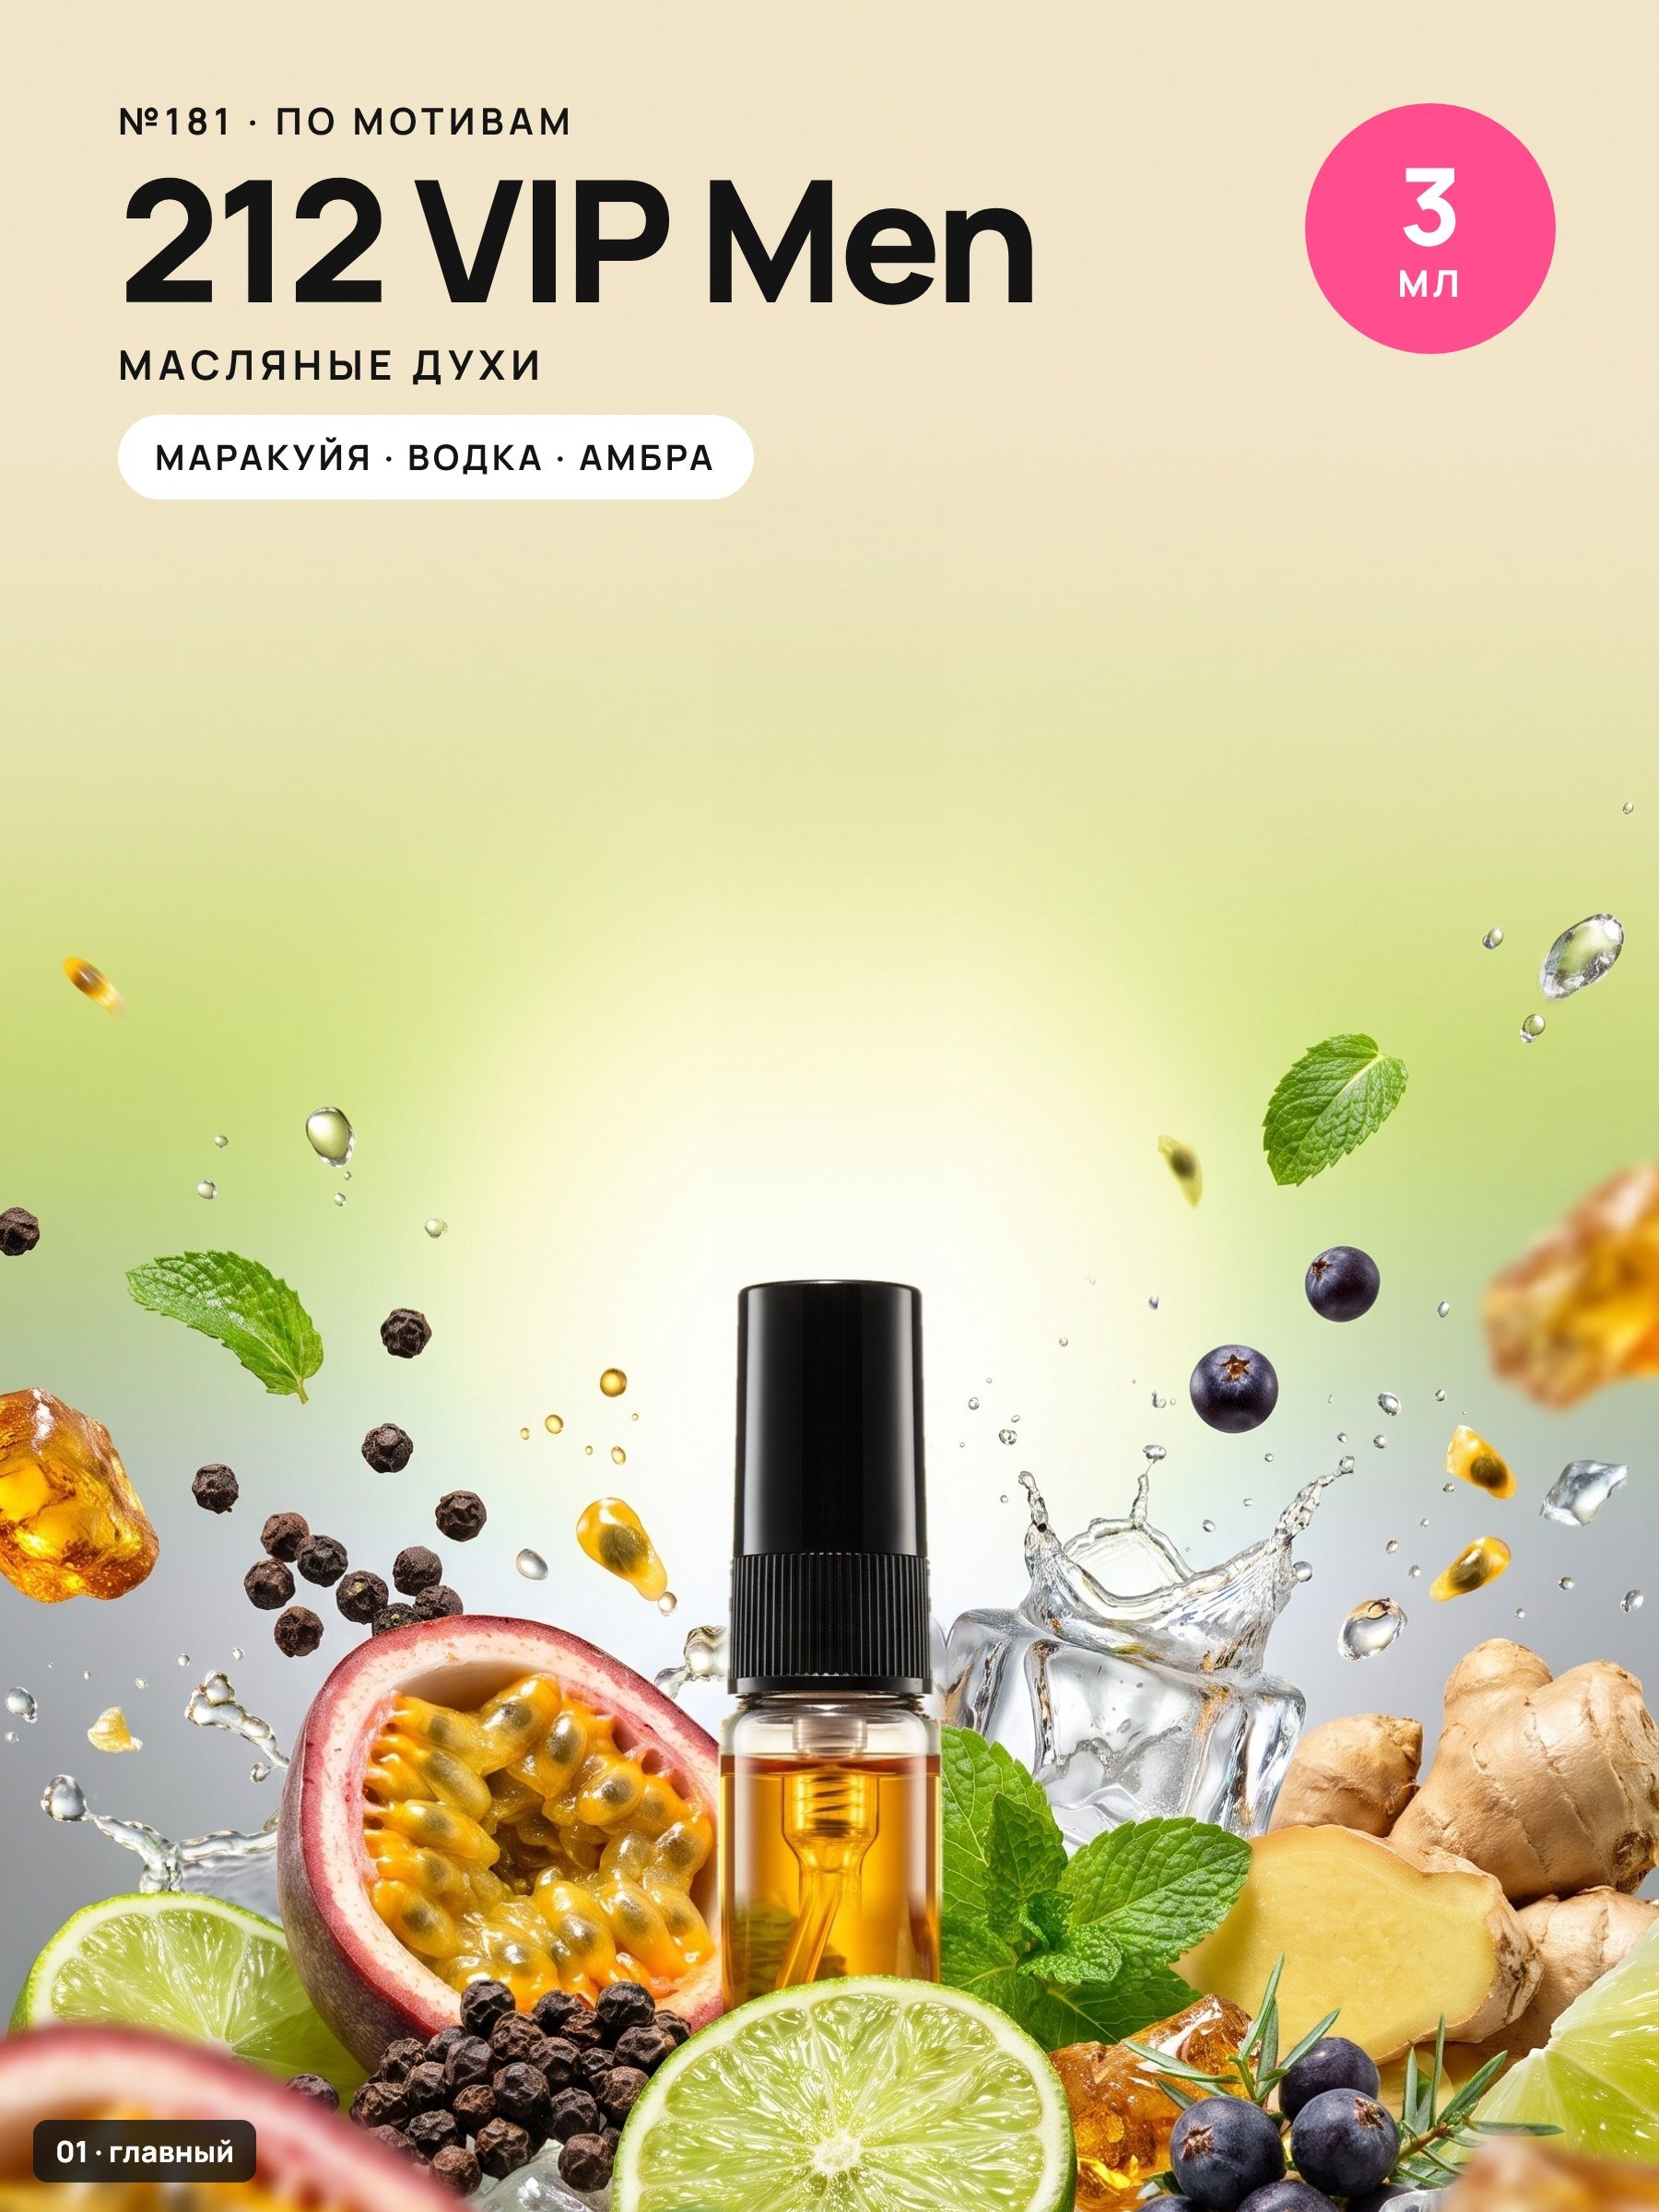 №181 · ПО МОТИВАМ
212 VIP Men
МАСЛЯНЫЕ ДУХИ
МАРАКУЙЯ · ВОДКА · АМБРА
3
МЛ
01 · главный